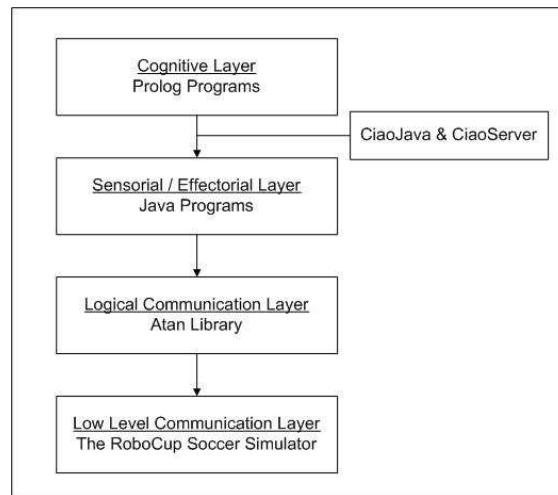 Cognitive Layer
Prolog Programs
CiaoJava & CiaoServer
Sensorial / Effectorial Layer
Java Programs
Logical Communication Layer
Atan Library
Low Level Communication Layer
The RoboCup Soccer Simulator